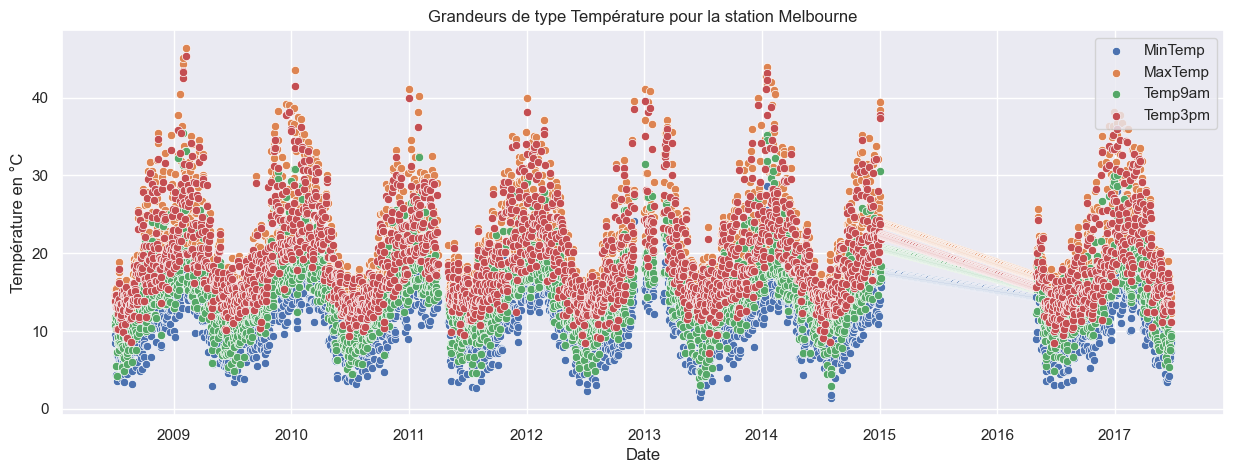 Grandeurs de type Température pour la station Melbourne
MinTemp
MaxTemp
Temp9am
Temp3pm
Température en °C
40
30
20
10
0
2009 2010 2011 2012 2013 2014 2015 2016 2017
Date